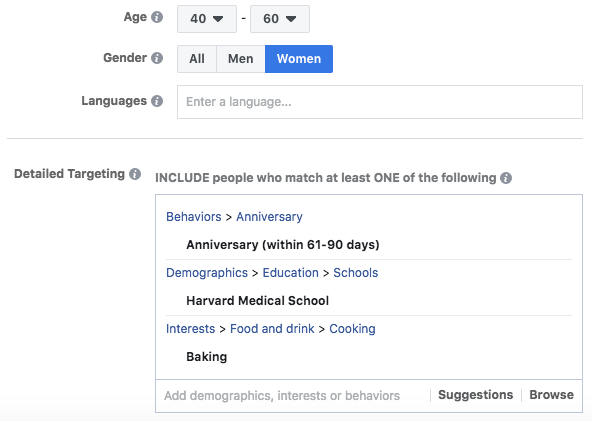 Age 40 - 60
Gender All Men Women
Languages Enter a language...
Detailed Targeting INCLUDE people who match at least ONE of the following
Behaviors > Anniversary
Anniversary (within 61-90 days)
Demographics > Education > Schools
Harvard Medical School
Interests > Food and drink > Cooking
Baking
Add demographics, interests or behaviors Suggestions Browse